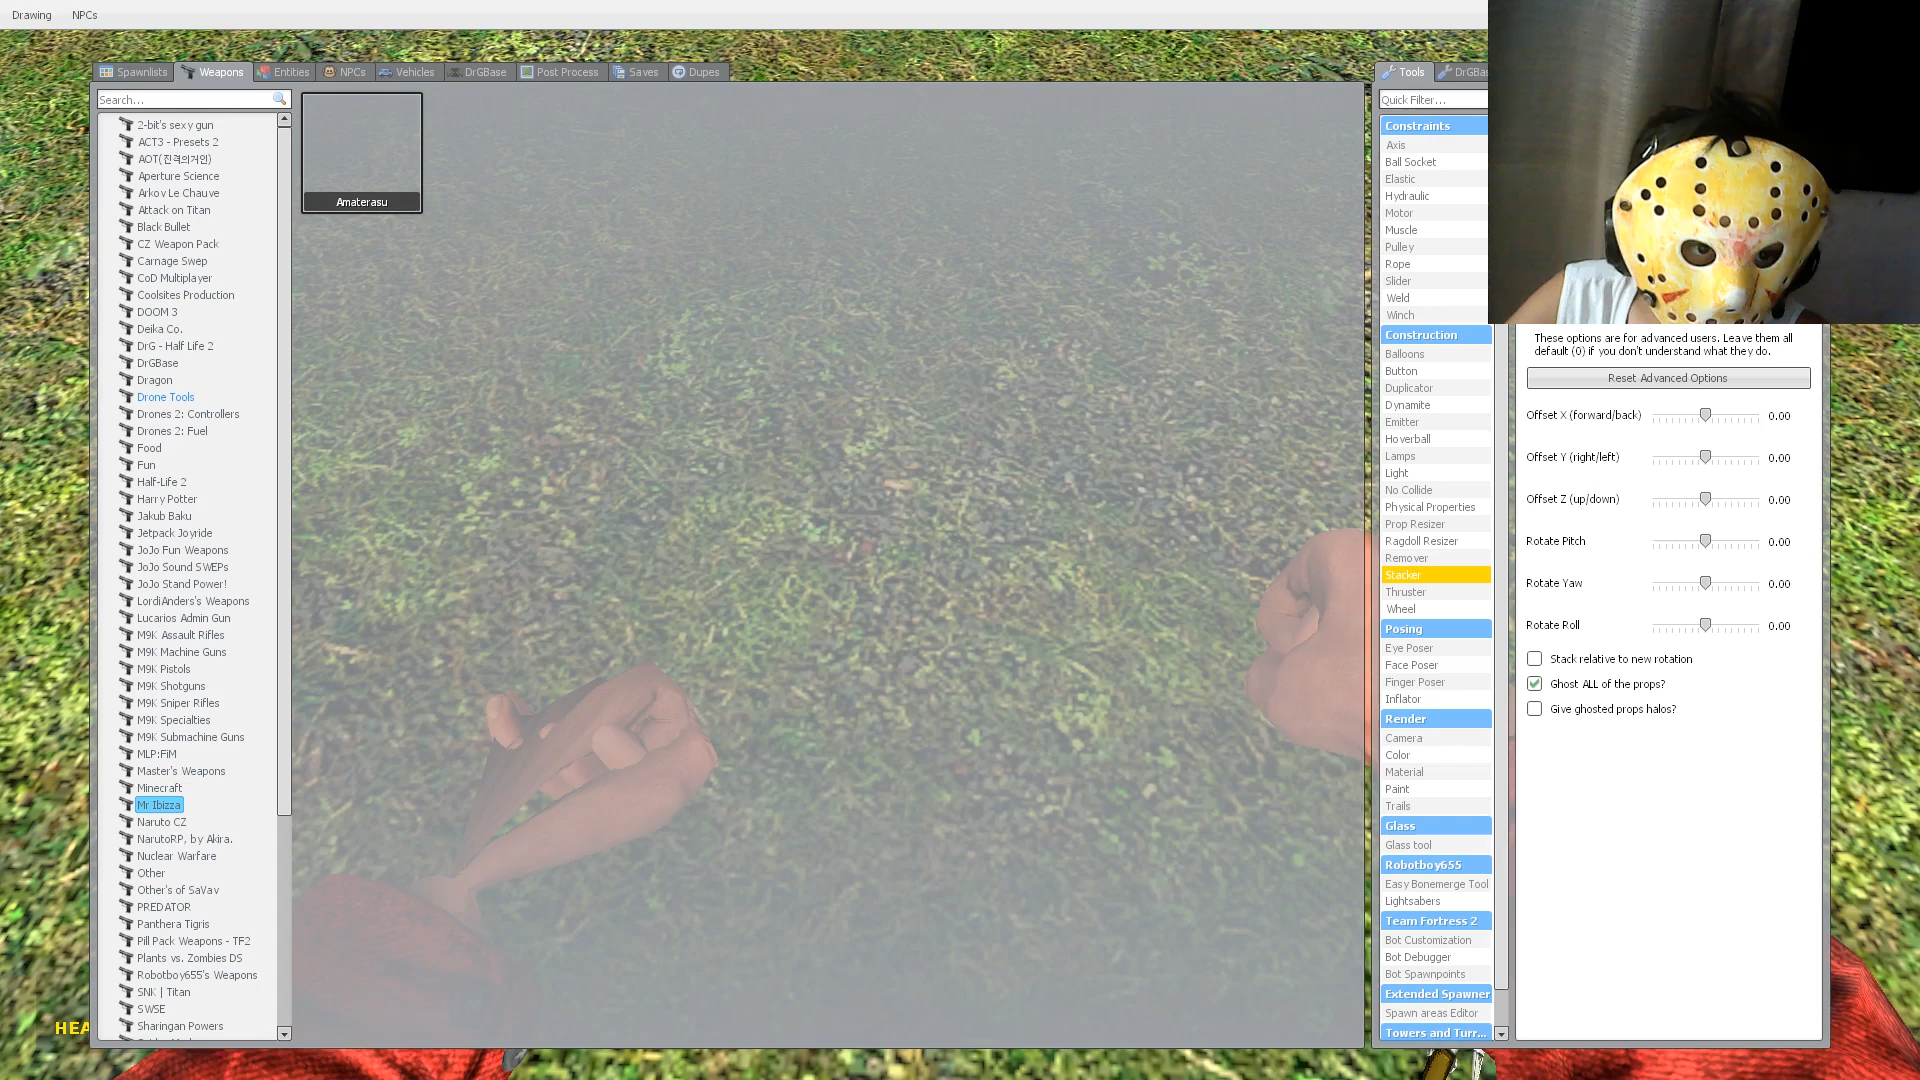 Drawing NPCs
Spawnlists Weapons Entities NPCs Vehicles DrGBase Post Process Saves Dupes
Search...
2-bit's sexy gun
ACT3 - Presets 2
AOT(진격의거인)
Aperture Science
Arkov Le Chauve
Attack on Titan
Black Bullet
CZ Weapon Pack
Carnage Swep
CoD Multiplayer
Coolsites Production
DOOM 3
Deika Co.
DrG - Half Life 2
DrGBase
Dragon
Drone Tools
Drones 2: Controllers
Drones 2: Fuel
Food
Fun
Half-Life 2
Harry Potter
Jakub Baku
Jetpack Joyride
JoJo Fun Weapons
JoJo Sound SWEPs
JoJo Stand Power!
LordiAnders's Weapons
Lucarios Admin Gun
M9K Assault Rifles
M9K Machine Guns
M9K Pistols
M9K Shotguns
M9K Sniper Rifles
M9K Specialties
M9K Submachine Guns
MLP:FiM
Master's Weapons
Minecraft
Mr Ibizza
Naruto CZ
NarutoRP, by Akira.
Nuclear Warfare
Other
Other's of SaVav
PREDATOR
Panthera Tigris
Pill Pack Weapons - TF2
Plants vs. Zombies DS
Robotboy655's Weapons
SNK | Titan
SWSE
Sharingan Powers
Amaterasu
HEA
Tools DrGBas
Quick Filter...
Constraints
Axis
Ball Socket
Elastic
Hydraulic
Motor
Muscle
Pulley
Rope
Slider
Weld
Winch
Construction
Balloons
Button
Duplicator
Dynamite
Emitter
Hoverball
Lamps
Light
No Collide
Physical Properties
Prop Resizer
Ragdoll Resizer
Remover
Stacker
Thruster
Wheel
Posing
Eye Poser
Face Poser
Finger Poser
Inflator
Render
Camera
Color
Material
Paint
Trails
Glass
Glass tool
Robotboy655
Easy Bonemerge Tool
Lightsabers
Team Fortress 2
Bot Customization
Bot Debugger
Bot Spawnpoints
Extended Spawner
Spawn areas Editor
Towers and Turr...
These options are for advanced users. Leave them all
default (0) if you don't understand what they do.
Reset Advanced Options
Offset X (forward/back) 0.00
Offset Y (right/left) 0.00
Offset Z (up/down) 0.00
Rotate Pitch 0.00
Rotate Yaw 0.00
Rotate Roll 0.00
Stack relative to new rotation
Ghost ALL of the props?
Give ghosted props halos?